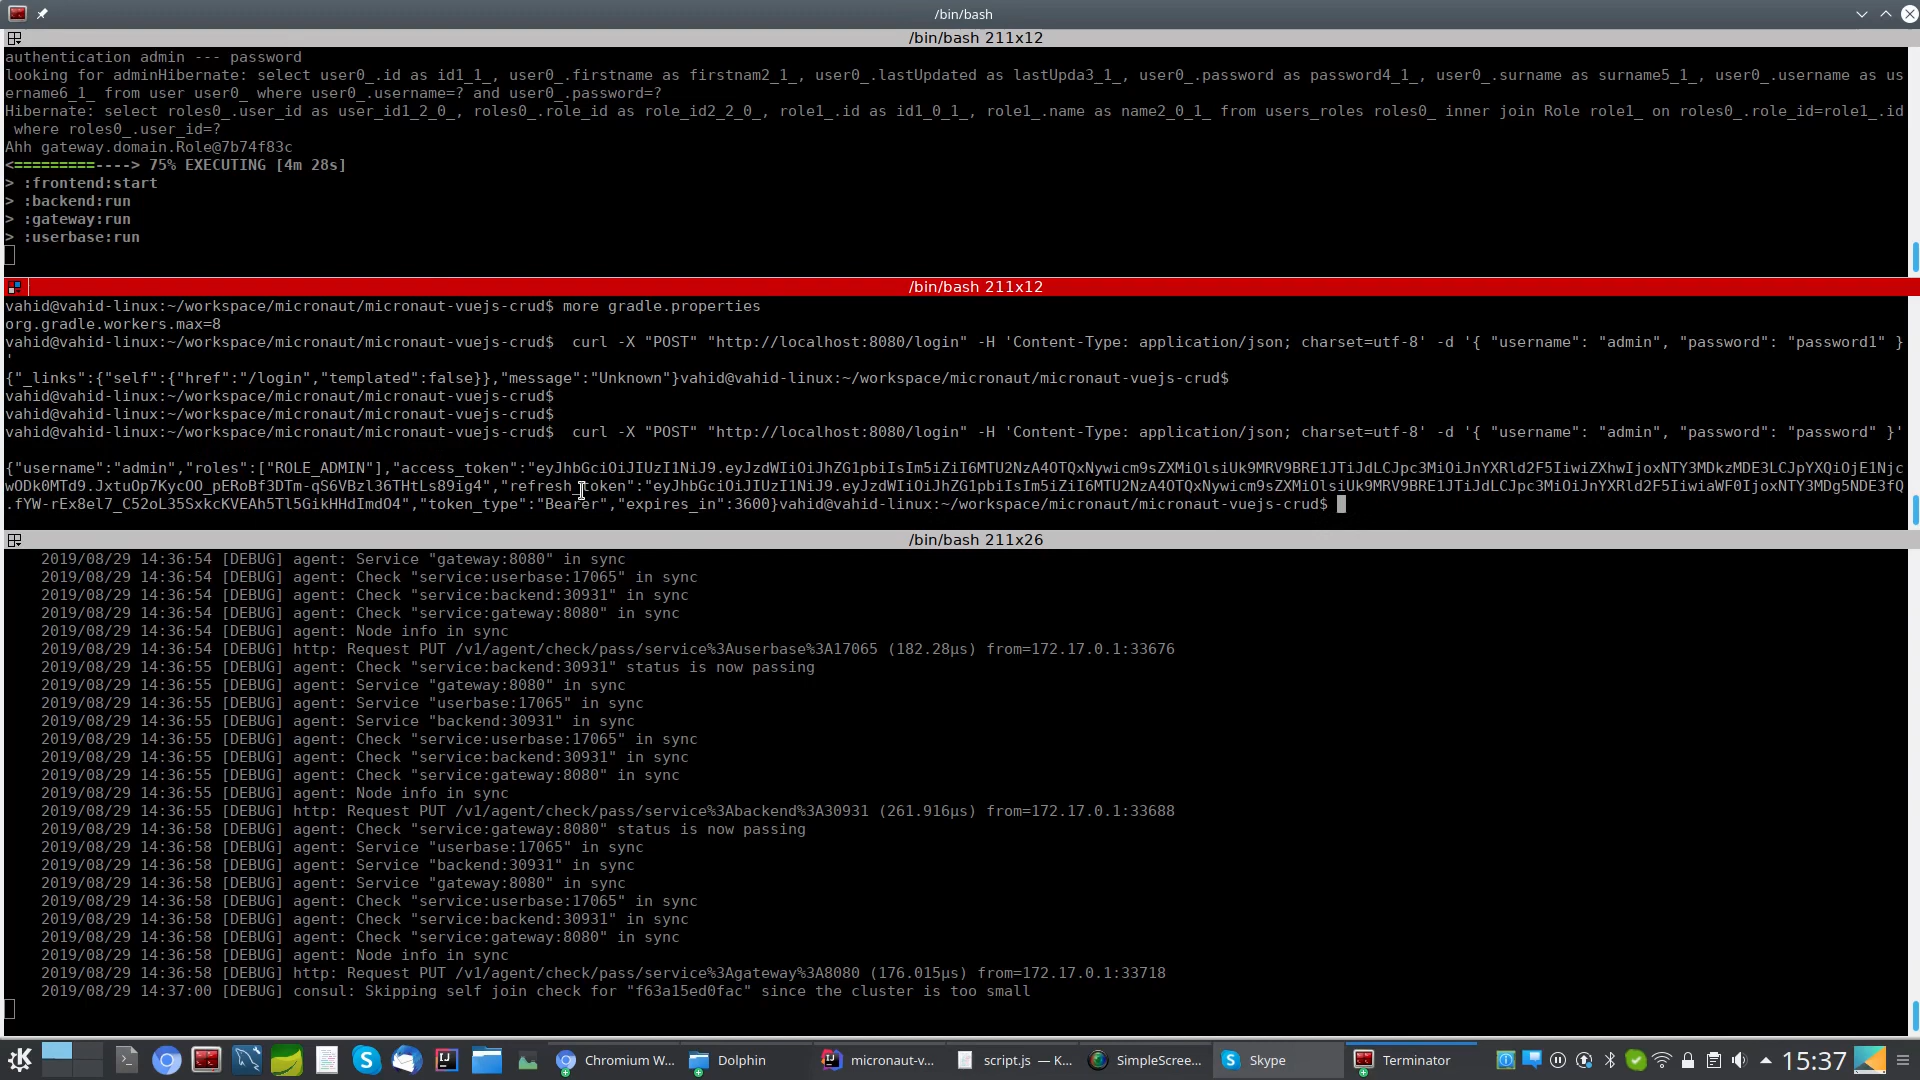 /bin/bash
/bin/bash 211x12
authentication admin --- password
looking for adminHibernate: select user0_.id as id1_1_, user0_.firstname as firstnam2_1_, user0_.lastUpdated as lastUpda3_1_, user0_.password as password4_1_, user0_.surname as surname5_1_, user0_.username as us
ername6_1_ from user user0_ where user0_.username=? and user0_.password=?
Hibernate: select roles0_.user_id as user_id1_2_0_, roles0_.role_id as role_id2_2_0_, role1_.id as id1_0_1_, role1_.name as name2_0_1_ from users_roles roles0_ inner join Role role1_ on roles0_.role_id=role1_.id
where roles0_.user_id=?
Ahh gateway.domain.Role@7b74f83c
<=========----> 75% EXECUTING [4m 28s]
> :frontend:start
> :backend:run
> :gateway:run
> :userbase:run
/bin/bash 211x12
vahid@vahid-linux:~/workspace/micronaut/micronaut-vuejs-crud$ more gradle.properties
org.gradle.workers.max=8
vahid@vahid-linux:~/workspace/micronaut/micronaut-vuejs-crud$  curl -X "POST" "http://localhost:8080/login" -H 'Content-Type: application/json; charset=utf-8' -d '{ "username": "admin", "password": "password1" }
'
{"_links":{"self":{"href":"/login","templated":false}},"message":"Unknown"}vahid@vahid-linux:~/workspace/micronaut/micronaut-vuejs-crud$
vahid@vahid-linux:~/workspace/micronaut/micronaut-vuejs-crud$
vahid@vahid-linux:~/workspace/micronaut/micronaut-vuejs-crud$
vahid@vahid-linux:~/workspace/micronaut/micronaut-vuejs-crud$  curl -X "POST" "http://localhost:8080/login" -H 'Content-Type: application/json; charset=utf-8' -d '{ "username": "admin", "password": "password" }'
{"username":"admin","roles":["ROLE_ADMIN"],"access_token":"eyJhbGciOiJIUzI1NiJ9.eyJzdWIiOiJhZG1pbiIsIm5iZiI6MTU2NzA4OTQxNywicm9sZXMiOlsiUk9MRV9BRE1JTiJdLCJpc3MiOiJnYXRld2F5IiwiZXhwIjoxNTY3MDkzMDE3LCJpYXQiOjE1Njc
wODk0MTd9.JxtuOp7KycOO_pERoBf3DTm-qS6VBzl36THtLs89ig4","refresh_token":"eyJhbGciOiJIUzI1NiJ9.eyJzdWIiOiJhZG1pbiIsIm5iZiI6MTU2NzA4OTQxNywicm9sZXMiOlsiUk9MRV9BRE1JTiJdLCJpc3MiOiJnYXRld2F5IiwiaWF0IjoxNTY3MDg5NDE3fQ
.fYW-rEx8el7_C52oL35SxkcKVEAh5Tl5GikHHdImdO4","token_type":"Bearer","expires_in":3600}vahid@vahid-linux:~/workspace/micronaut/micronaut-vuejs-crud$
/bin/bash 211x26
2019/08/29 14:36:54 [DEBUG] agent: Service "gateway:8080" in sync
2019/08/29 14:36:54 [DEBUG] agent: Check "service:userbase:17065" in sync
2019/08/29 14:36:54 [DEBUG] agent: Check "service:backend:30931" in sync
2019/08/29 14:36:54 [DEBUG] agent: Check "service:gateway:8080" in sync
2019/08/29 14:36:54 [DEBUG] agent: Node info in sync
2019/08/29 14:36:54 [DEBUG] http: Request PUT /v1/agent/check/pass/service%3Auserbase%3A17065 (182.28µs) from=172.17.0.1:33676
2019/08/29 14:36:55 [DEBUG] agent: Check "service:backend:30931" status is now passing
2019/08/29 14:36:55 [DEBUG] agent: Service "gateway:8080" in sync
2019/08/29 14:36:55 [DEBUG] agent: Service "userbase:17065" in sync
2019/08/29 14:36:55 [DEBUG] agent: Service "backend:30931" in sync
2019/08/29 14:36:55 [DEBUG] agent: Check "service:userbase:17065" in sync
2019/08/29 14:36:55 [DEBUG] agent: Check "service:backend:30931" in sync
2019/08/29 14:36:55 [DEBUG] agent: Check "service:gateway:8080" in sync
2019/08/29 14:36:55 [DEBUG] agent: Node info in sync
2019/08/29 14:36:55 [DEBUG] http: Request PUT /v1/agent/check/pass/service%3Abackend%3A30931 (261.916µs) from=172.17.0.1:33688
2019/08/29 14:36:58 [DEBUG] agent: Check "service:gateway:8080" status is now passing
2019/08/29 14:36:58 [DEBUG] agent: Service "userbase:17065" in sync
2019/08/29 14:36:58 [DEBUG] agent: Service "backend:30931" in sync
2019/08/29 14:36:58 [DEBUG] agent: Service "gateway:8080" in sync
2019/08/29 14:36:58 [DEBUG] agent: Check "service:userbase:17065" in sync
2019/08/29 14:36:58 [DEBUG] agent: Check "service:backend:30931" in sync
2019/08/29 14:36:58 [DEBUG] agent: Check "service:gateway:8080" in sync
2019/08/29 14:36:58 [DEBUG] agent: Node info in sync
2019/08/29 14:36:58 [DEBUG] http: Request PUT /v1/agent/check/pass/service%3Agateway%3A8080 (176.015µs) from=172.17.0.1:33718
2019/08/29 14:37:00 [DEBUG] consul: Skipping self join check for "f63a15ed0fac" since the cluster is too small
Chromium W... Dolphin micronaut-v... script.js — K... SimpleScree... Skype Terminator 15:37